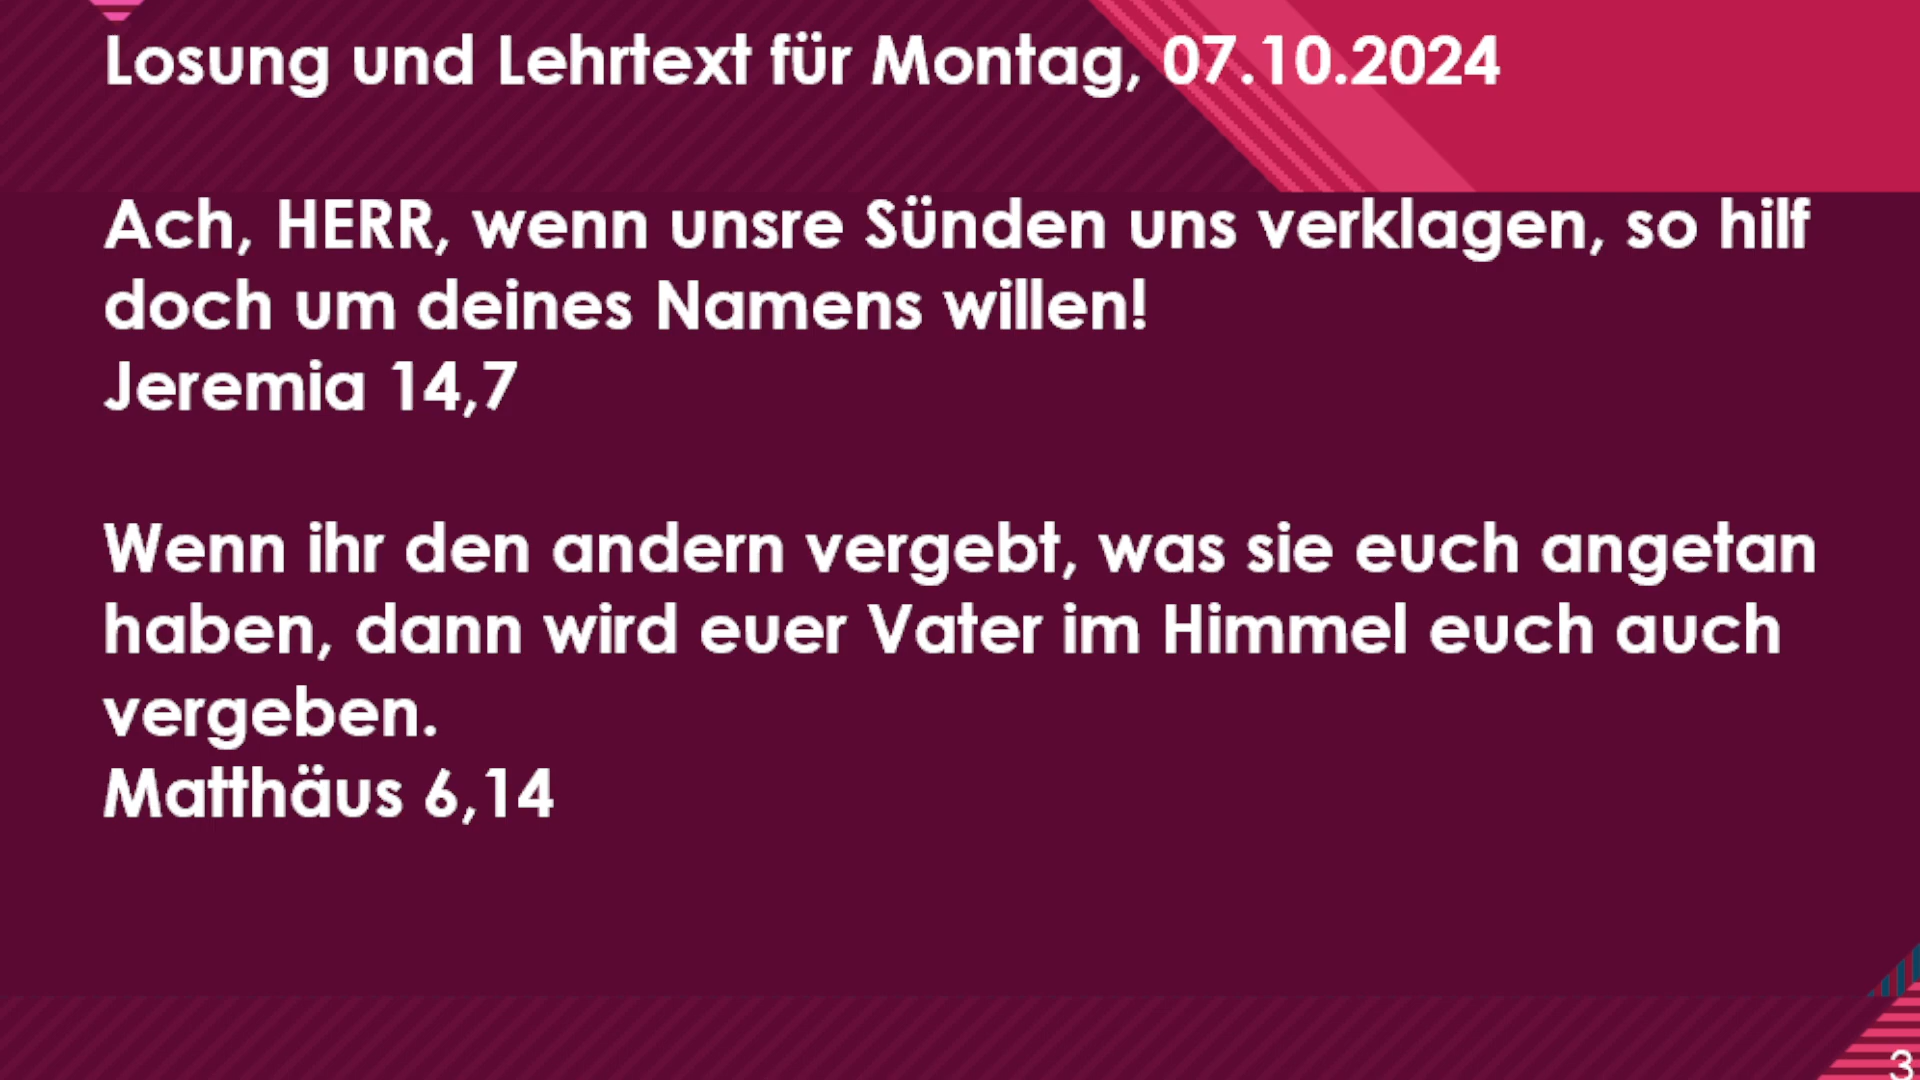 Losung und Lehrtext für Montag, 07.10.2024
Ach, HERR, wenn unsre Sünden uns verklagen, so hilf
doch um deines Namens willen!
Jeremia 14,7
Wenn ihr den andern vergebt, was sie euch angetan
haben, dann wird euer Vater im Himmel euch auch
vergeben.
Matthäus 6,14
3